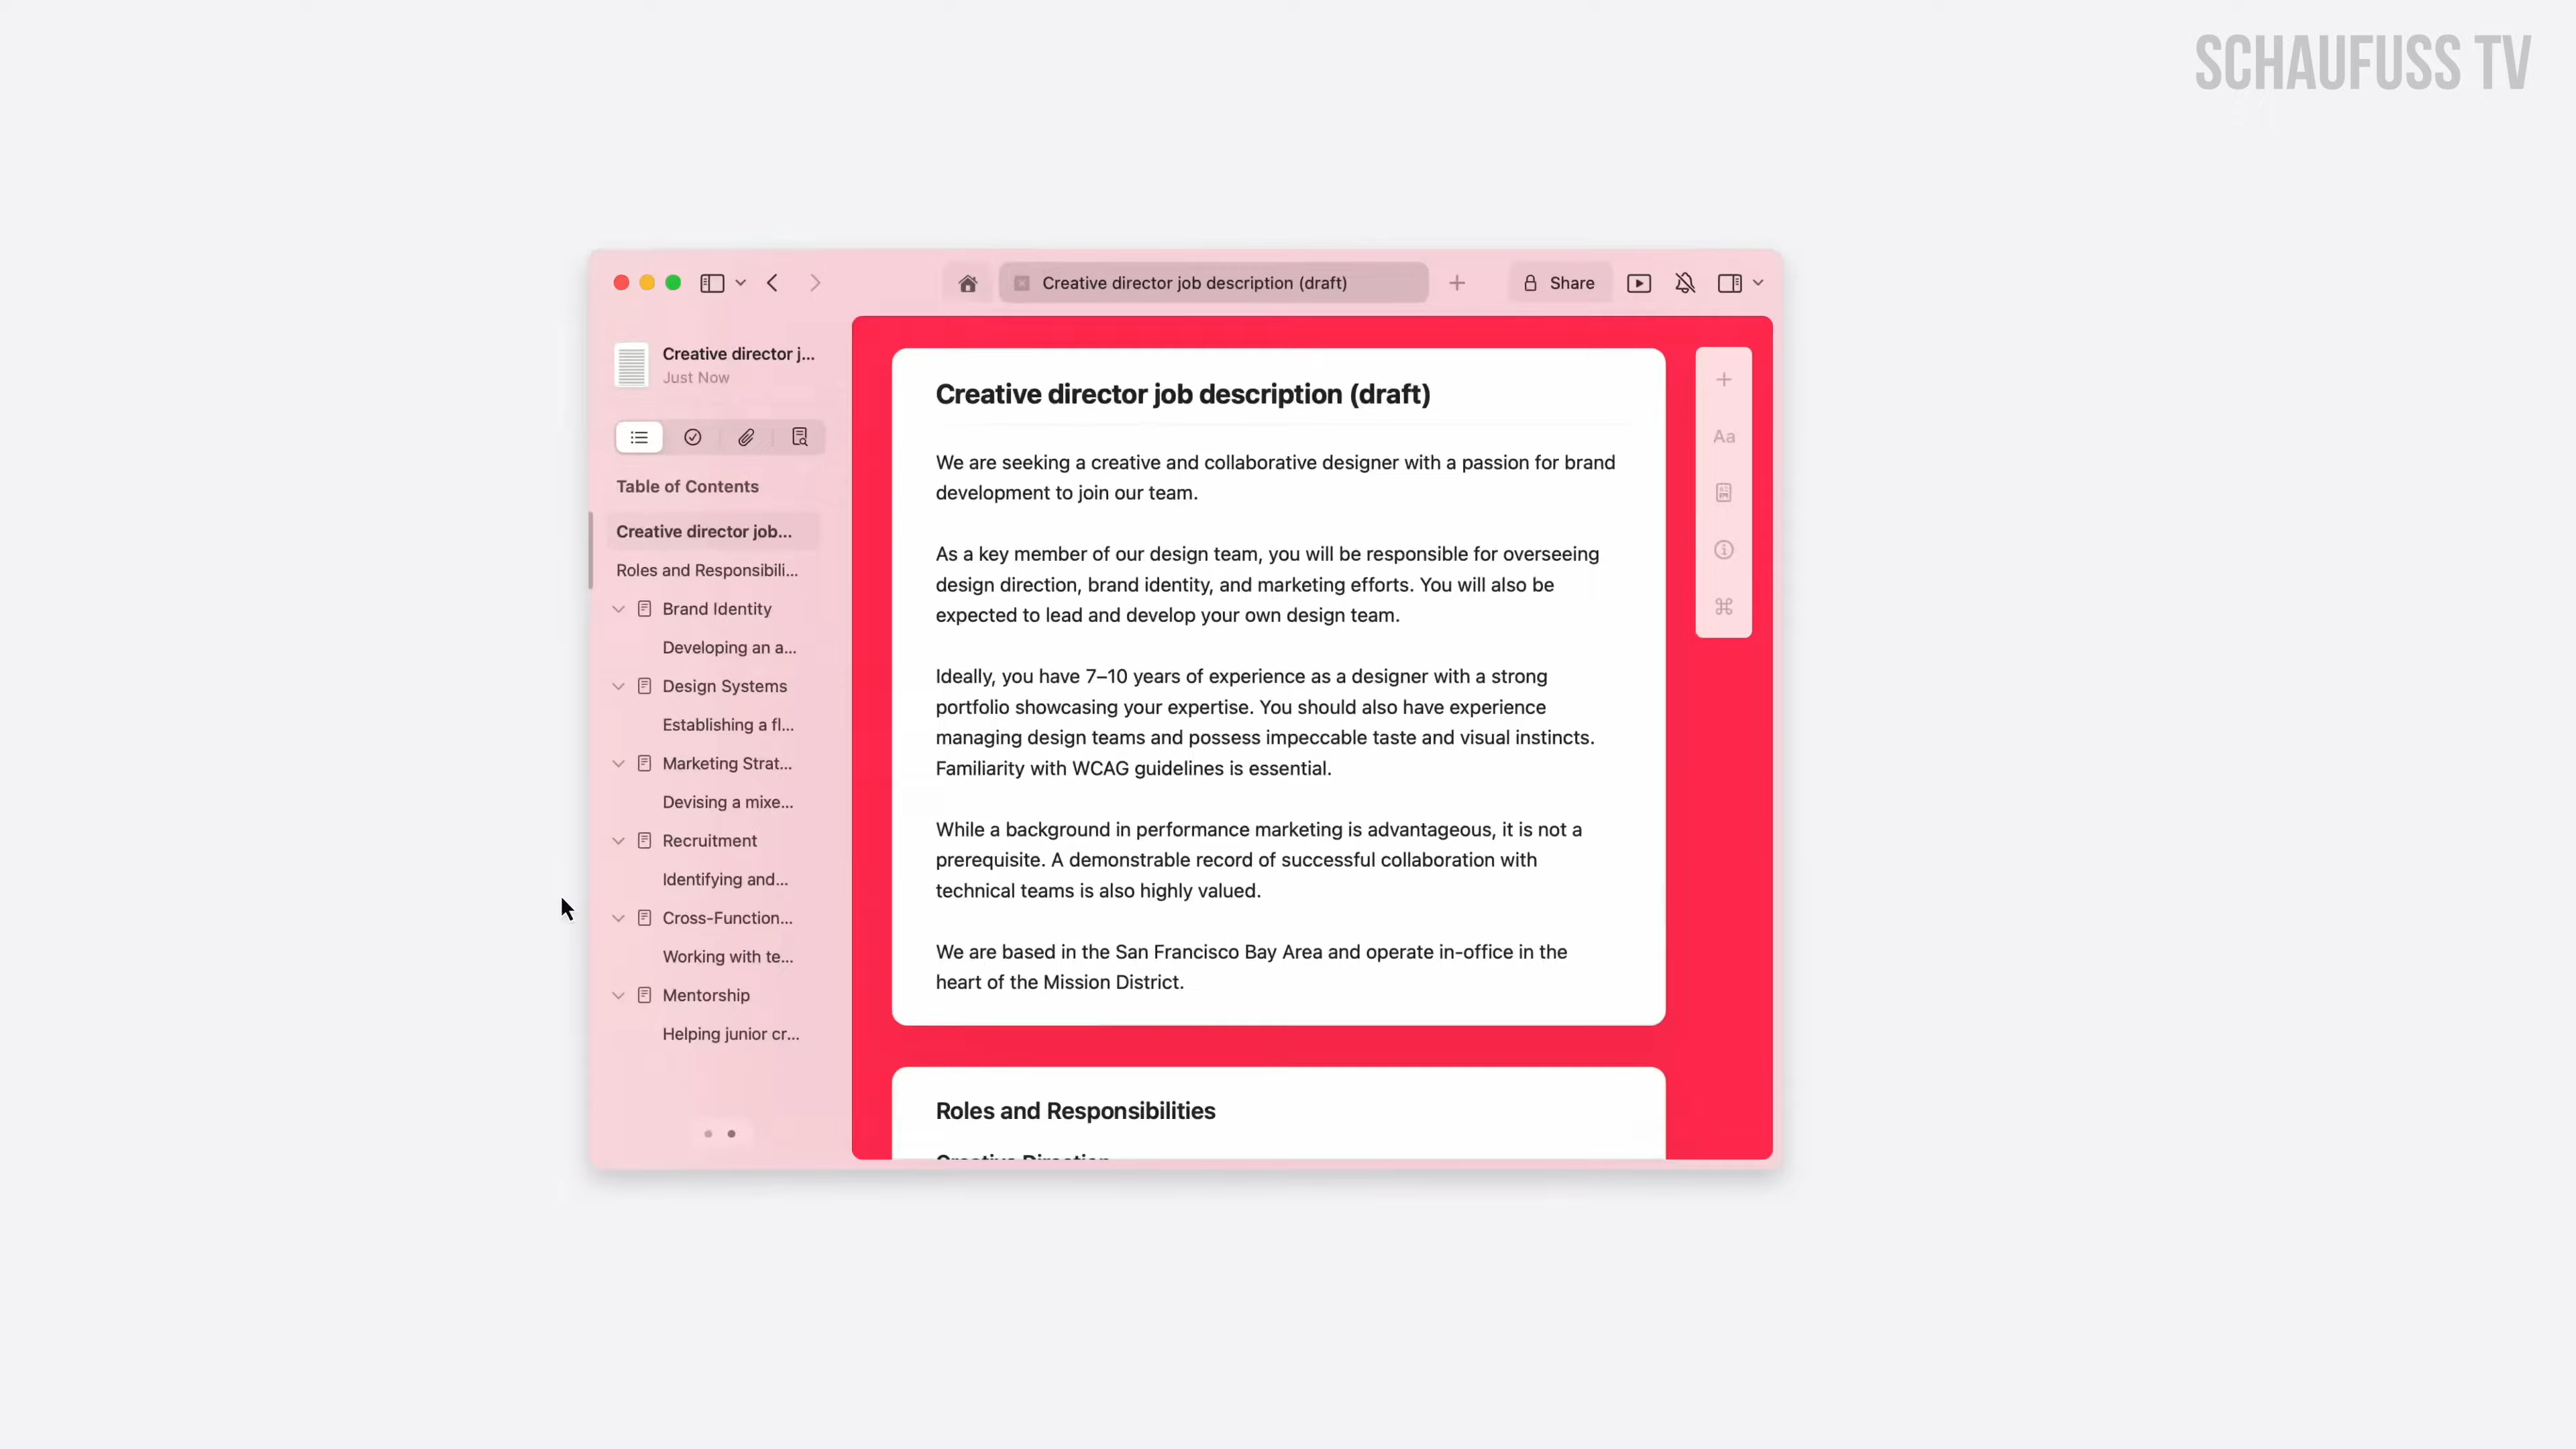 SCHAUFUSS TV
Creative director job description (draft)
Share
Creative director j...
Just Now
Table of Contents
Creative director job...
Roles and Responsibili...
Brand Identity
Developing an a...
Design Systems
Establishing a fl...
Marketing Strat...
Devising a mixe...
Recruitment
Identifying and...
Cross-Function...
Working with te...
Mentorship
Helping junior cr...
Creative director job description (draft)
We are seeking a creative and collaborative designer with a passion for brand
development to join our team.
As a key member of our design team, you will be responsible for overseeing
design direction, brand identity, and marketing efforts. You will also be
expected to lead and develop your own design team.
Ideally, you have 7–10 years of experience as a designer with a strong
portfolio showcasing your expertise. You should also have experience
managing design teams and possess impeccable taste and visual instincts.
Familiarity with WCAG guidelines is essential.
While a background in performance marketing is advantageous, it is not a
prerequisite. A demonstrable record of successful collaboration with
technical teams is also highly valued.
We are based in the San Francisco Bay Area and operate in-office in the
heart of the Mission District.
Roles and Responsibilities
Creative Direction
Aa